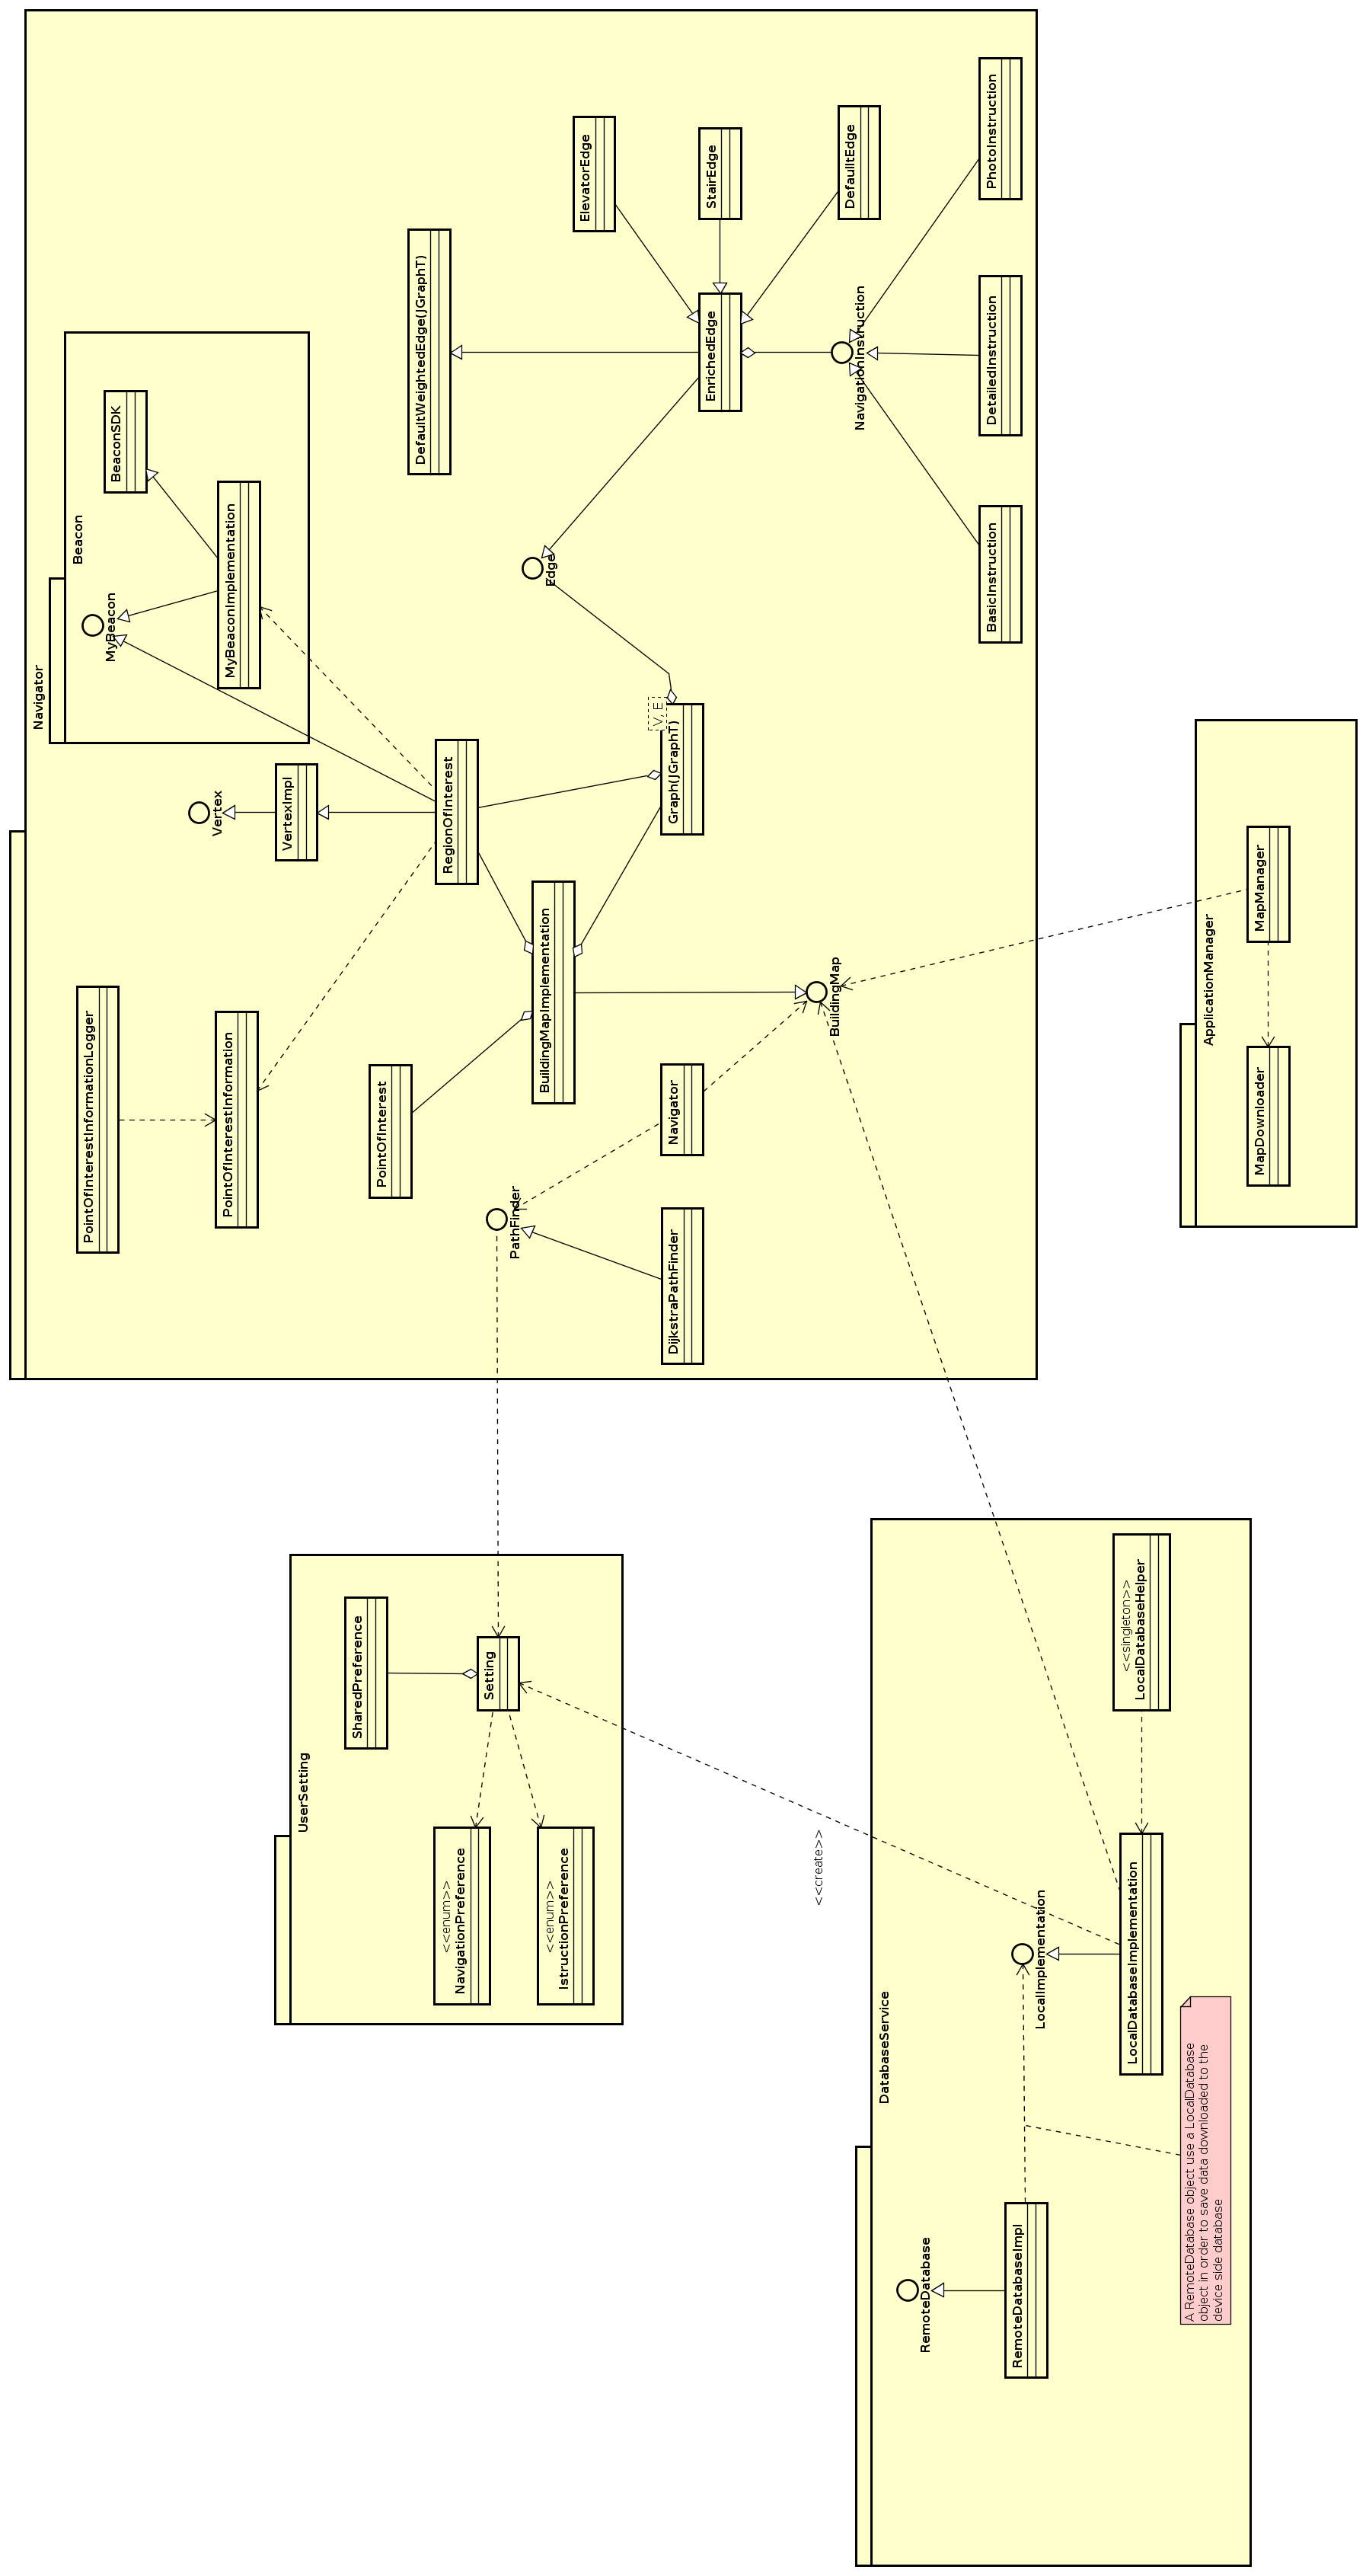 Navigator
Beacon
MyBeacon
BeaconSDK
MyBeaconImplementation
PointOfInterestInformationLogger
PointOfInterestInformation
Vertex
VertexImpl
PointOfInterest
RegionOfInterest
DefaultWeightedEdge(JGraphT)
PathFinder
BuildingMapImplementation
Edge
ElevatorEdge
V, E
DijkstraPathFinder
Navigator
Graph(JGraphT)
EnrichedEdge
StairEdge
BuildingMap
DefaulltEdge
NavigationInstruction
BasicInstruction
DetailedInstruction
PhotoInstruction
UserSetting
SharedPreference
<<enum>>
NavigationPreference
Setting
<<enum>>
IstructionPreference
<<create>>
DatabaseService
RemoteDatabase
RemoteDatabaseImpl
LocalImplementation
LocalDatabaseImplementation
<<singleton>>
LocalDatabaseHelper
A RemoteDatabase object use a LocalDatabase
object in order to save data downloaded to the
device side database
ApplicationManager
MapDownloader
MapManager